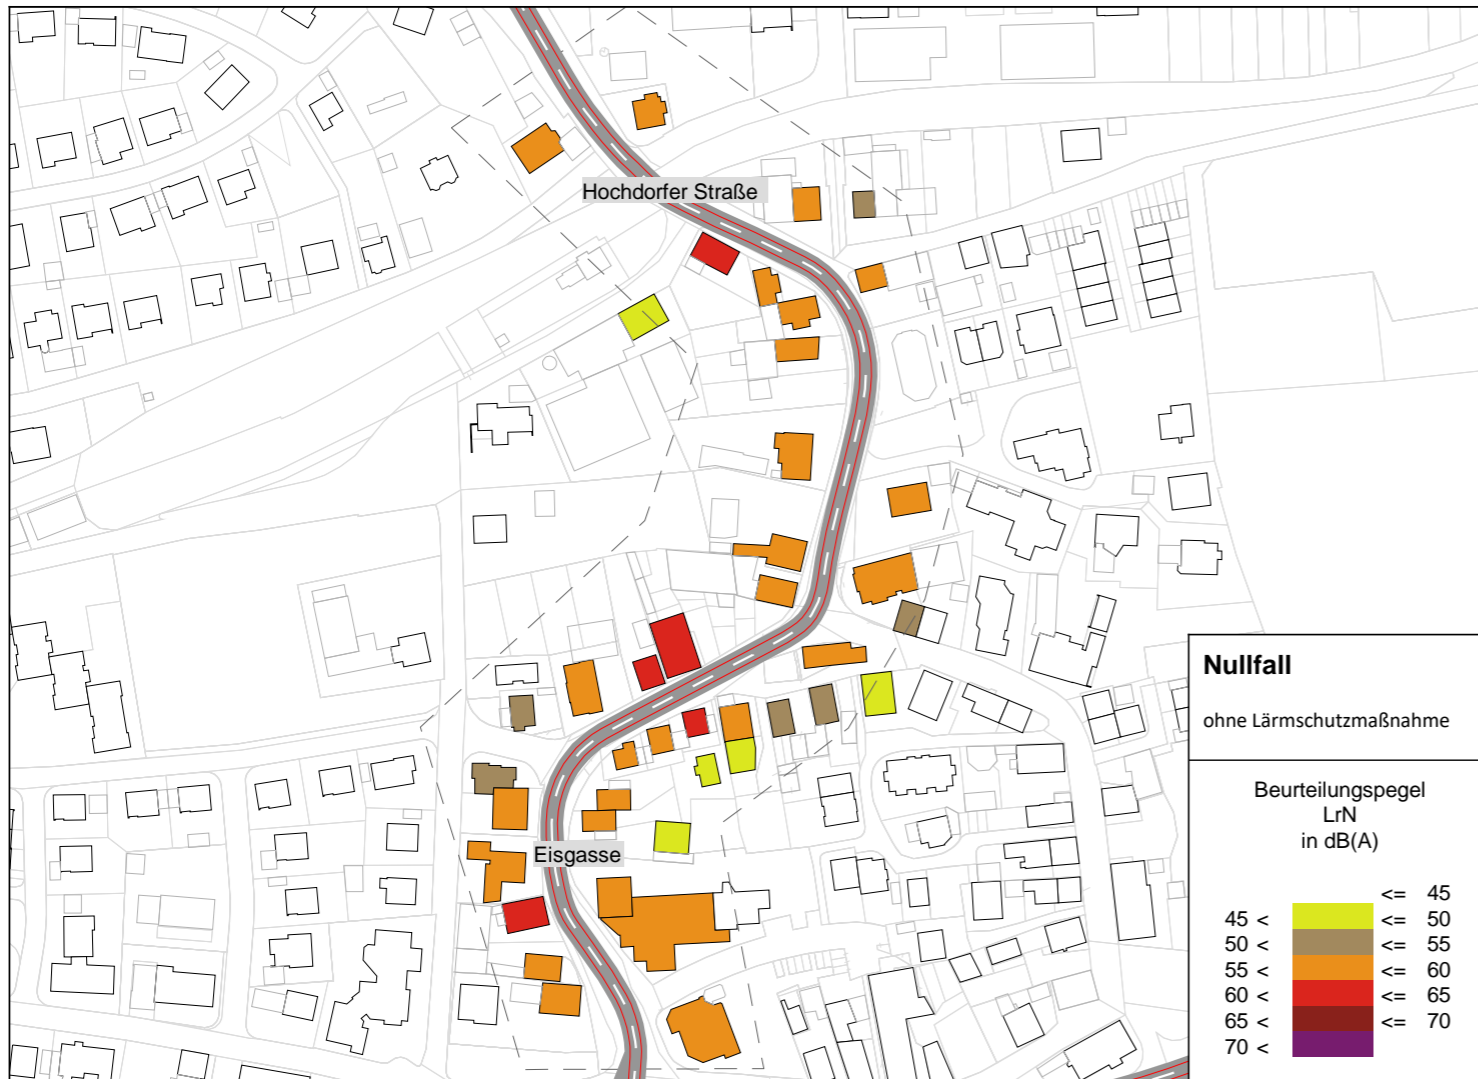 Hochdorfer Straße
Eisgasse
Nullfall
ohne Lärmschutzmaßnahme
Beurteilungspegel
LrN
in dB(A)
<= 45
45 < <= 50
50 < <= 55
55 < <= 60
60 < <= 65
65 < <= 70
70 <